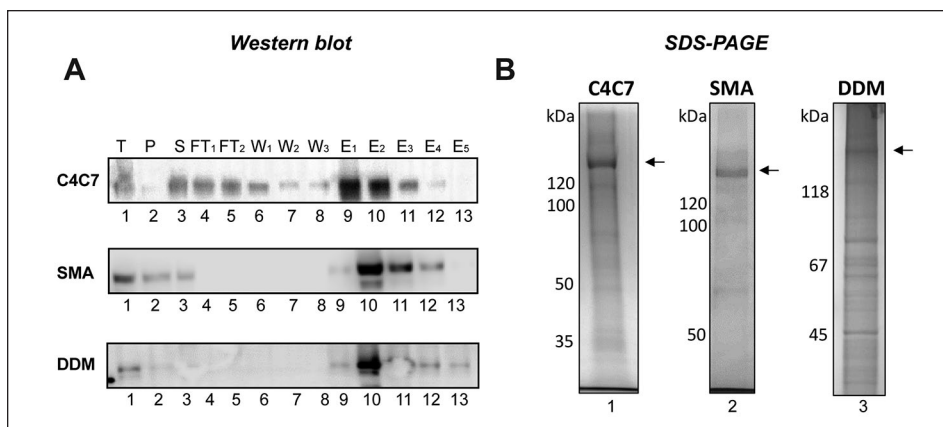 Western blot
A
T P S FT1 FT2 W1 W2 W3 E1 E2 E3 E4 E5
C4C7
1 2 3 4 5 6 7 8 9 10 11 12 13
SMA
1 2 3 4 5 6 7 8 9 10 11 12 13
DDM
1 2 3 4 5 6 7 8 9 10 11 12 13
SDS-PAGE
B
C4C7
kDa
120
100
50
35
1
SMA
kDa
120
100
50
2
DDM
kDa
118
67
45
3